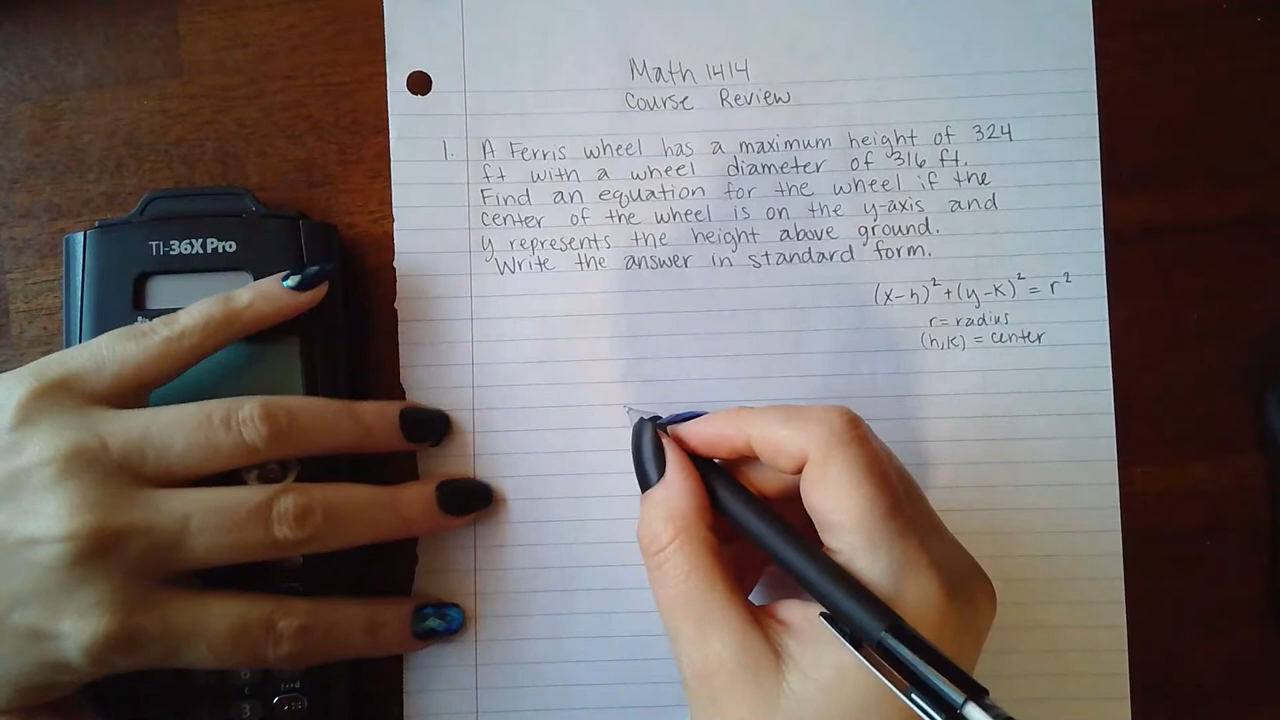 Math 1414
Course Review
1. A Ferris wheel has a maximum height of 324
ft with a wheel diameter of 316 ft.
Find an equation for the wheel if the
center of the wheel is on the y-axis and
y represents the height above ground.
Write the answer in standard form.
(x-h)²+(y-k)²=r²
r=radius
(h,k)=center
TI-36X Pro
3